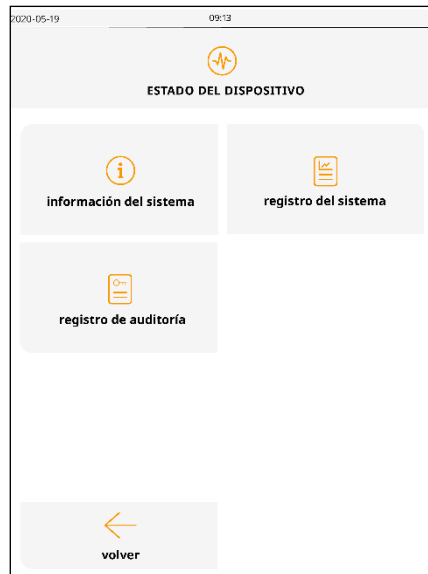 2020-05-19 09:13
ESTADO DEL DISPOSITIVO
información del sistema
registro del sistema
registro de auditoría
volver